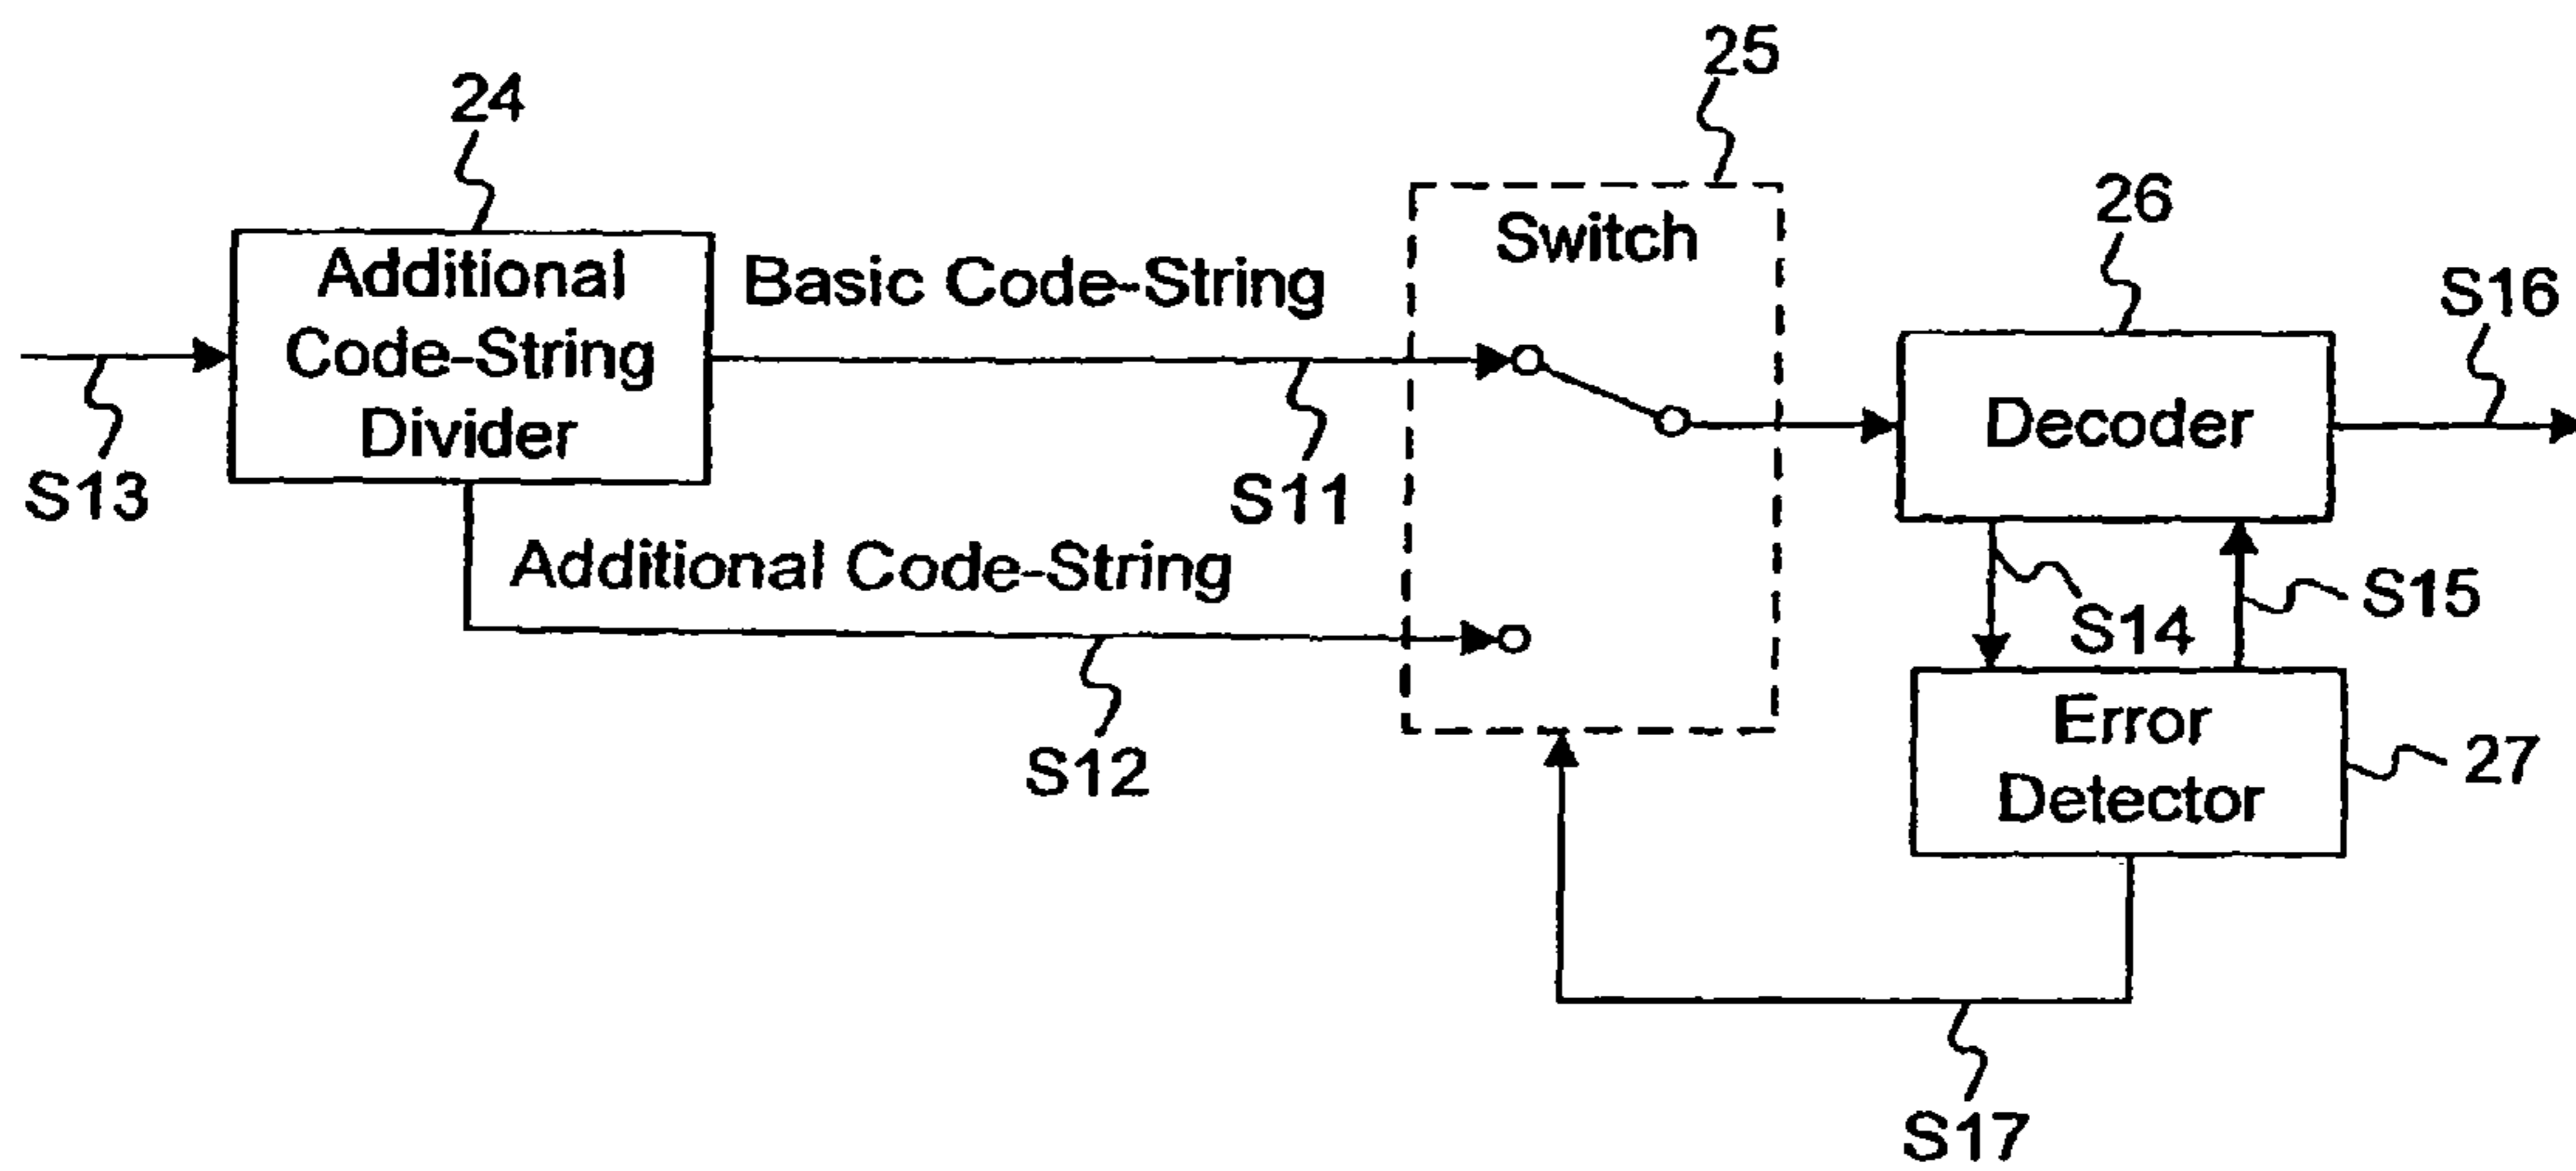 25
24
26
Switch
Additional
Code-String
Divider
Basic Code-String
S16
Decoder
S13
S11
Additional Code-String
S14
S15
Error
Detector
27
S12
S17